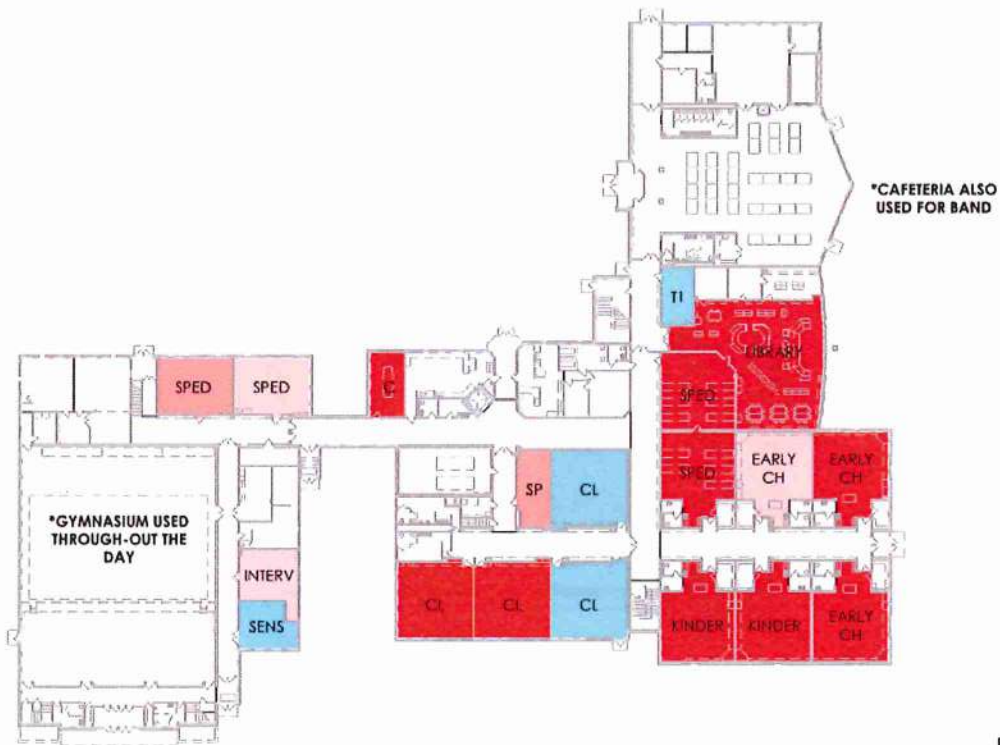 *CAFETERIA ALSO
USED FOR BAND
TI
LIBRARY
SPED
SPED
C
SPED
SPED
EARLY
CH
EARLY
CH
SP
CL
*GYMNASIUM USED
THROUGH-OUT THE
DAY
INTERV
SENS
CL
CL
CL
KINDER
KINDER
EARLY
CH